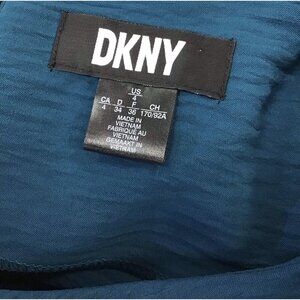 DKNY
US
4
CA D F CH
4 34 36 170/92A
MADE IN
VIETNAM
FABRIQUÉ AU
VIETNAM
GEMAAKT IN
VIETNAM